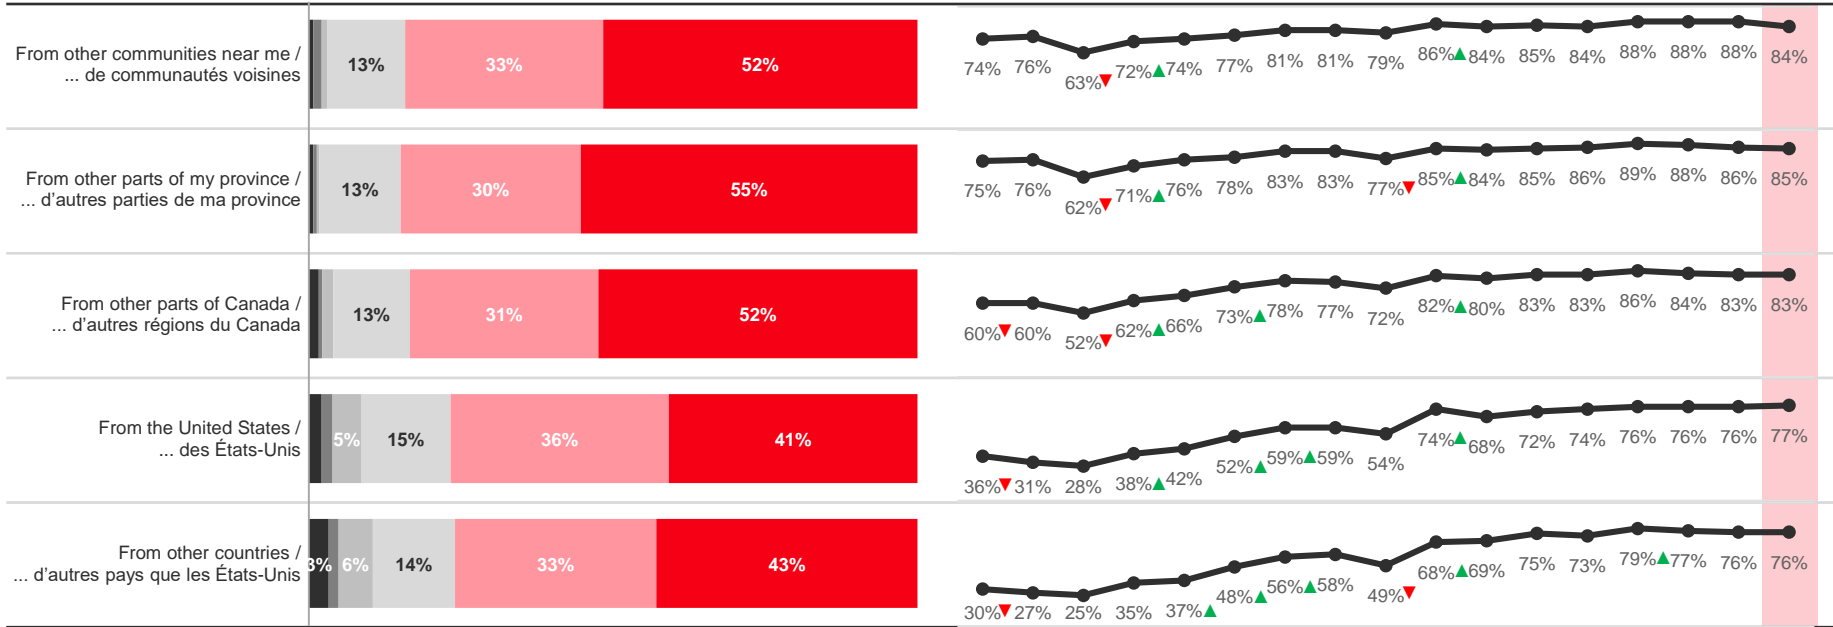 From other communities near me /
... de communautés voisines
13% 33% 52%
74% 76% 63%▼ 72%▲ 74% 77% 81% 81% 79% 86%▲ 84% 85% 84% 88% 88% 88% 84%
From other parts of my province /
... d'autres parties de ma province
13% 30% 55%
75% 76% 62%▼ 71%▲ 76% 78% 83% 83% 77%▼ 85%▲ 84% 85% 86% 89% 88% 86% 85%
From other parts of Canada /
... d'autres régions du Canada
13% 31% 52%
60%▼ 60% 52%▼ 62%▲ 66% 73%▲ 78% 77% 72% 82%▲ 80% 83% 83% 86% 84% 83% 83%
From the United States /
... des États-Unis
5% 15% 36% 41%
36%▼ 31% 28% 38%▲ 42% 52%▲ 59%▲ 59% 54% 74%▲ 68% 72% 74% 76% 76% 76% 77%
From other countries /
... d'autres pays que les États-Unis
3% 6% 14% 33% 43%
30%▼ 27% 25% 35% 37%▲ 48%▲ 56%▲ 58% 49%▼ 68%▲ 69% 75% 73% 79%▲ 77% 76% 76%